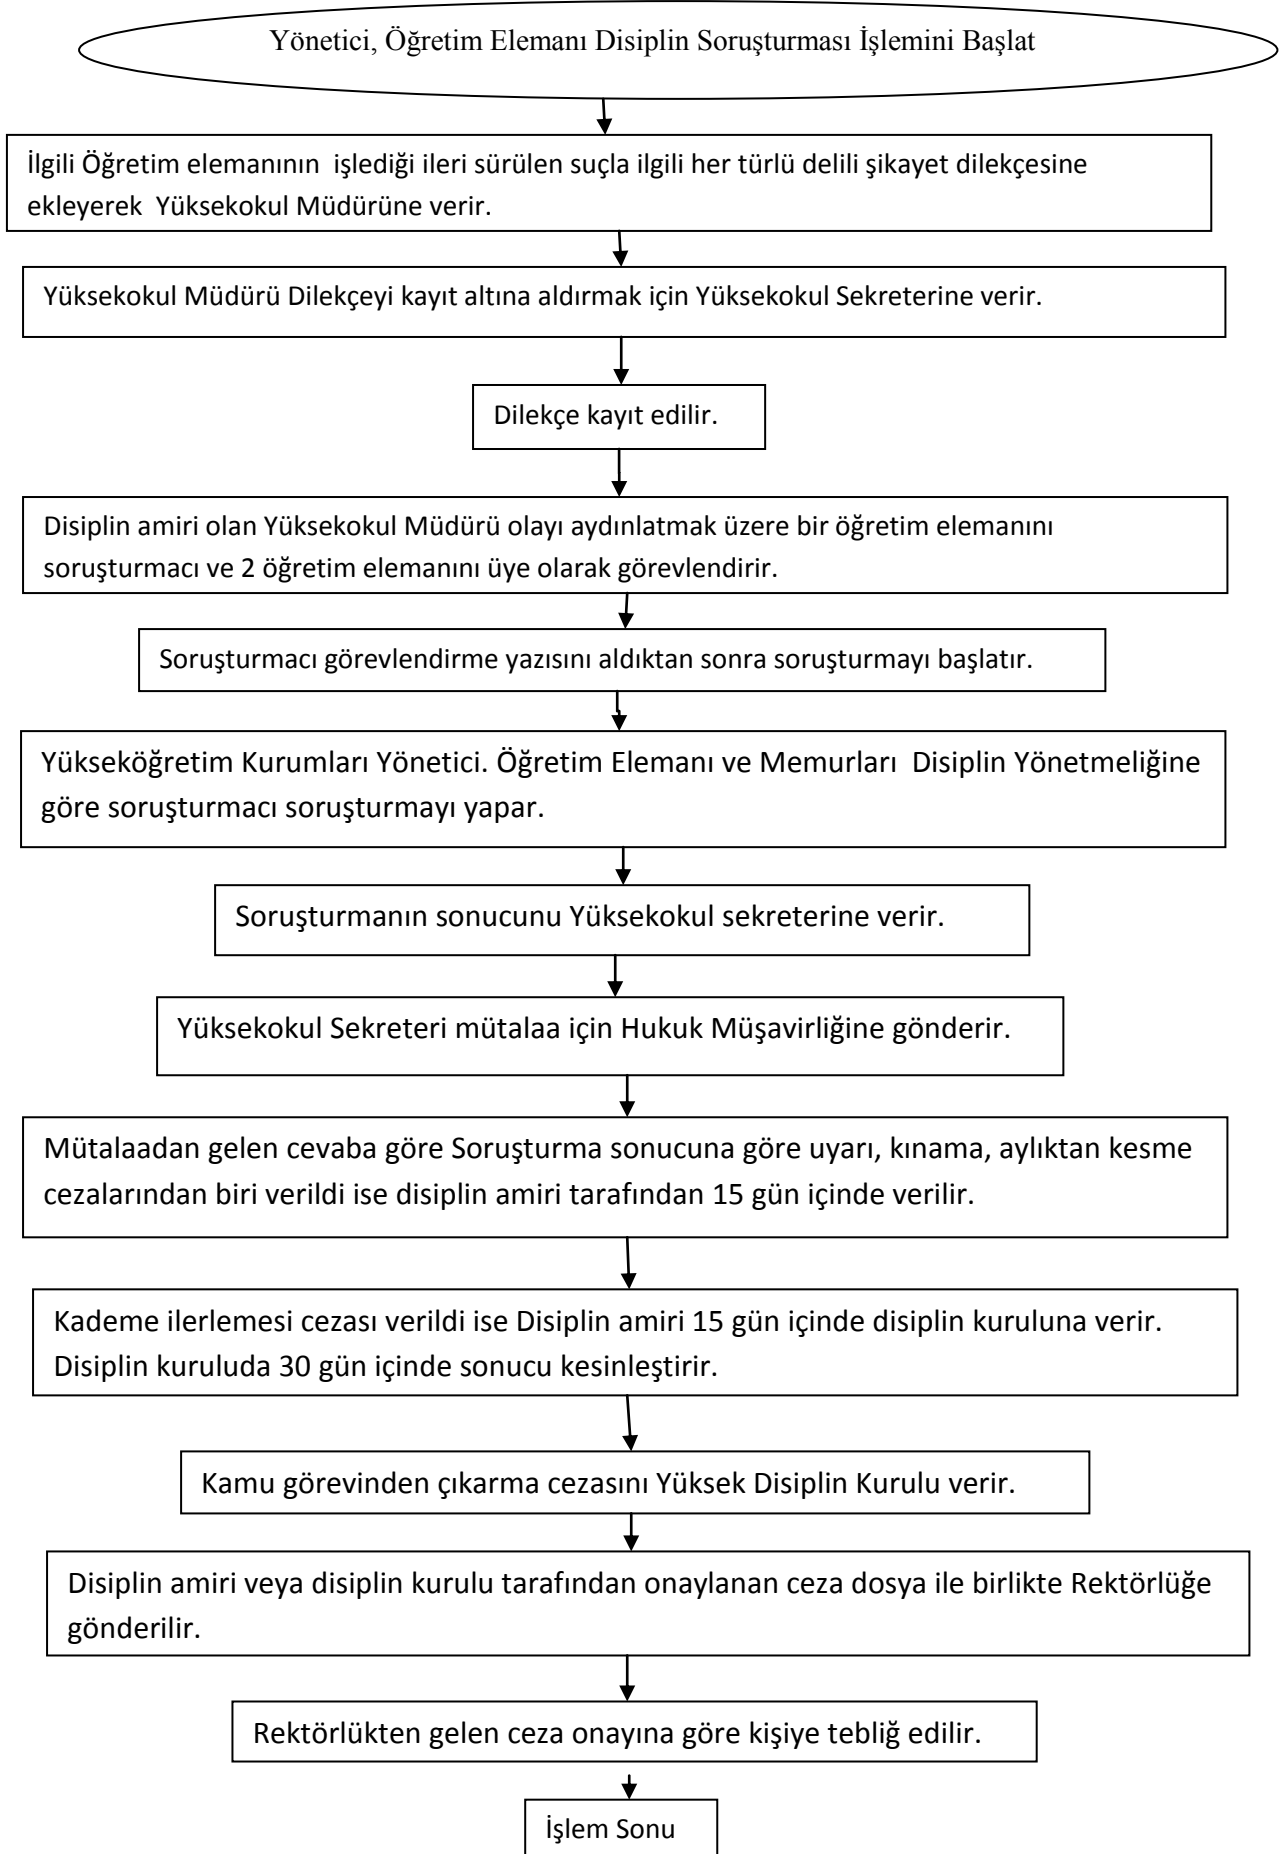 Yönetici, Öğretim Elemanı Disiplin Soruşturması İşlemini Başlat
İlgili Öğretim elemanının işlediği ileri sürülen suçla ilgili her türlü delili şikayet dilekçesine
ekleyerek Yüksekokul Müdürüne verir.
Yüksekokul Müdürü Dilekçeyi kayıt altına aldırmak için Yüksekokul Sekreterine verir.
Dilekçe kayıt edilir.
Disiplin amiri olan Yüksekokul Müdürü olayı aydınlatmak üzere bir öğretim elemanını
soruşturmacı ve 2 öğretim elemanını üye olarak görevlendirir.
Soruşturmacı görevlendirme yazısını aldıktan sonra soruşturmayı başlatır.
Yükseköğretim Kurumları Yönetici. Öğretim Elemanı ve Memurları Disiplin Yönetmeliğine
göre soruşturmacı soruşturmayı yapar.
Soruşturmanın sonucunu Yüksekokul sekreterine verir.
Yüksekokul Sekreteri mütalaa için Hukuk Müşavirliğine gönderir.
Mütalaadan gelen cevaba göre Soruşturma sonucuna göre uyarı, kınama, aylıktan kesme
cezalarından biri verildi ise disiplin amiri tarafından 15 gün içinde verilir.
Kademe ilerlemesi cezası verildi ise Disiplin amiri 15 gün içinde disiplin kuruluna verir.
Disiplin kuruluda 30 gün içinde sonucu kesinleştirir.
Kamu görevinden çıkarma cezasını Yüksek Disiplin Kurulu verir.
Disiplin amiri veya disiplin kurulu tarafından onaylanan ceza dosya ile birlikte Rektörlüğe
gönderilir.
Rektörlükten gelen ceza onayına göre kişiye tebliğ edilir.
İşlem Sonu